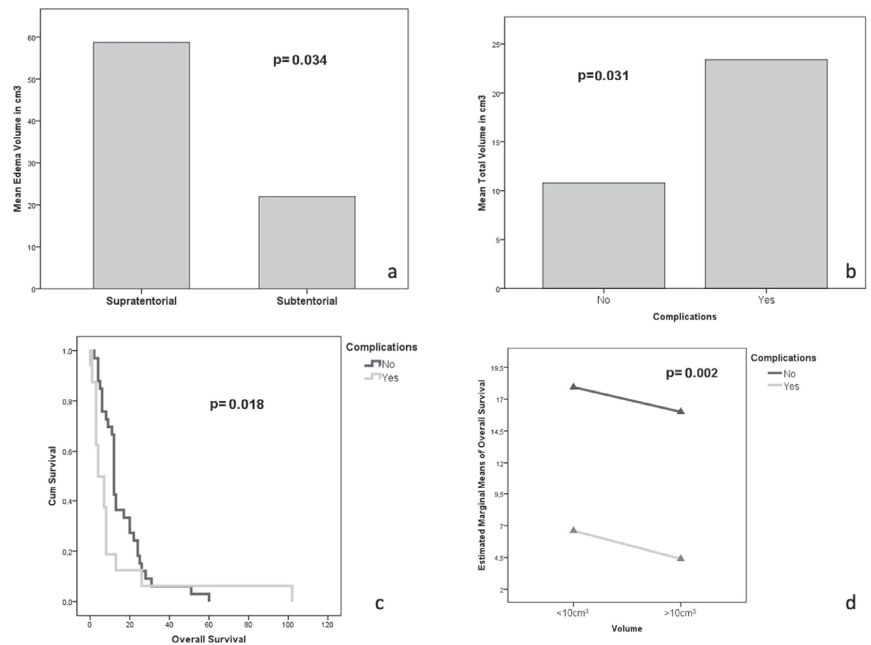 Mean Edema Volume in cm3
60
50
40
30
20
10
0
p=0.034
Supratentorial
Subtentorial
a
Mean Total Volume in cm3
25
20
15
10
5
0
p=0.031
No
Yes
Complications
b
Cum Survival
1,0
0,8
0,6
0,4
0,2
0,0
p=0.018
0 20 40 60 80 100 120
Overall Survival
Complications
No
Yes
c
Estimated Marginal Means of Overall Survival
19,5
17
14,5
12
9,5
7
4,5
2
p=0.002
<10cm³
>10cm³
Volume
Complications
No
Yes
d